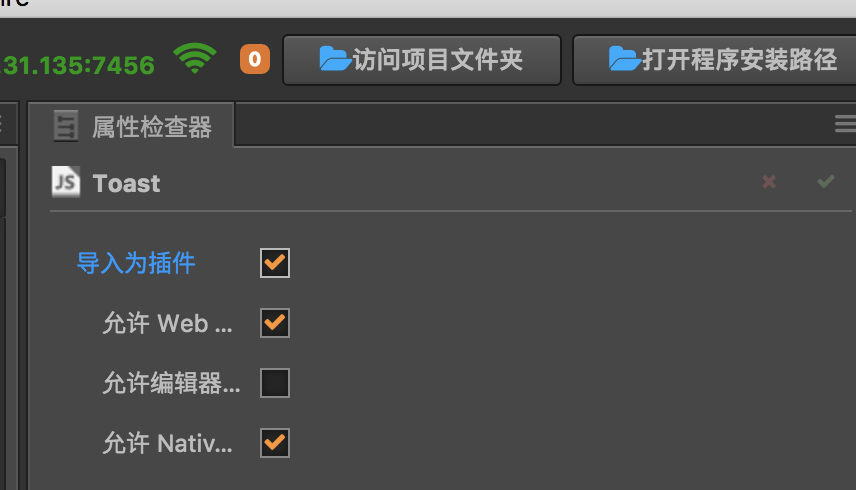 .31.135:7456
0
访问项目文件夹
打开程序安装路径
属性检查器
JS
Toast
导入为插件
允许 Web ...
允许编辑器...
允许 Nativ...